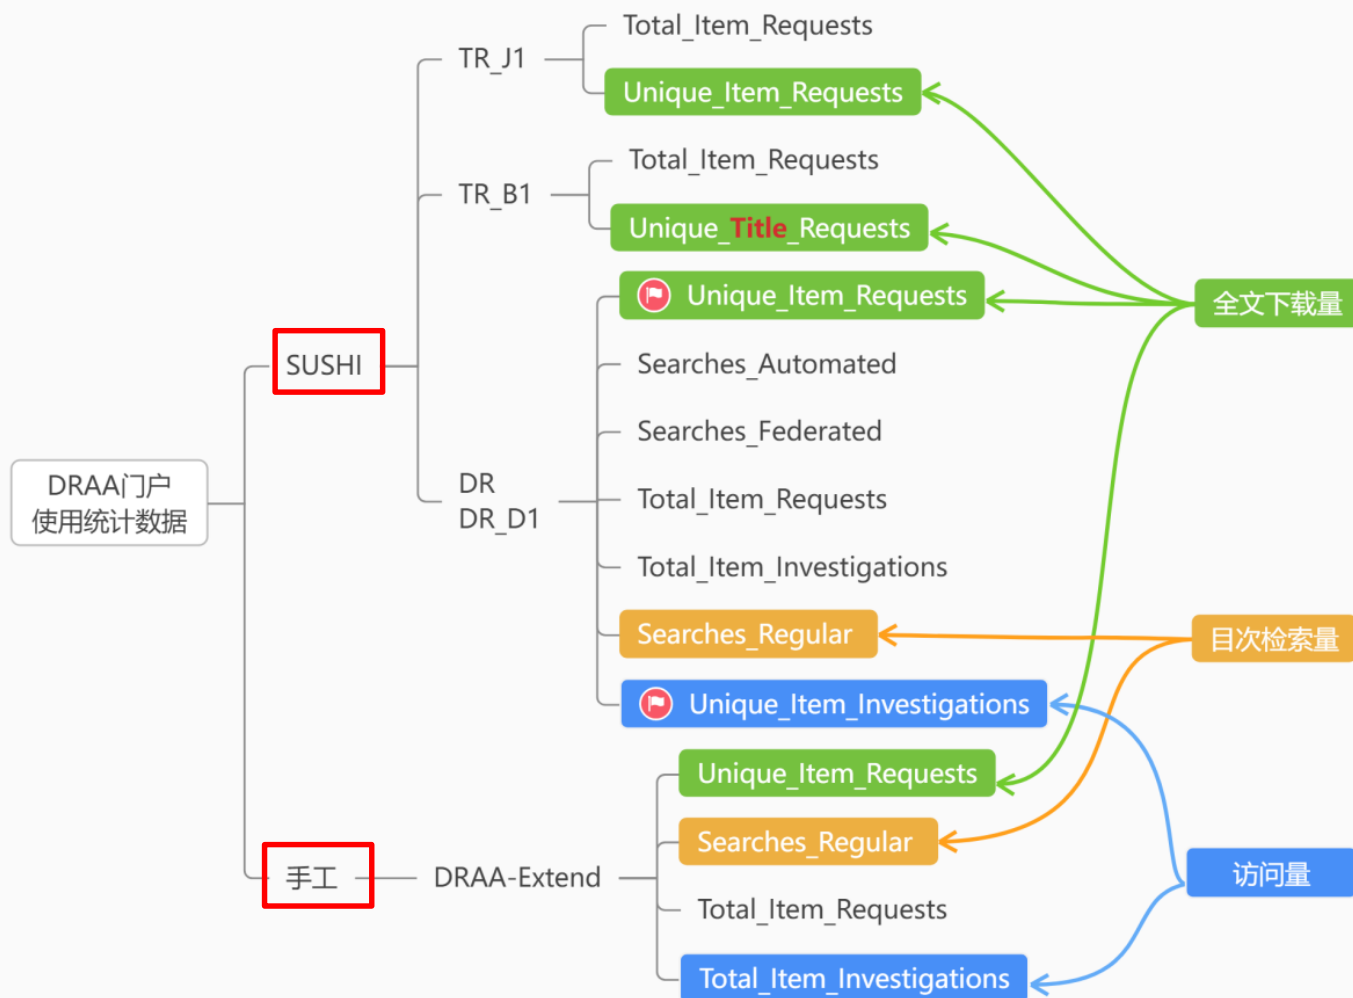 Total_Item_Requests
TR_J1
Unique_Item_Requests
Total_Item_Requests
TR_B1
Unique_Title_Requests
Unique_Item_Requests
全文下载量
SUSHI
Searches_Automated
Searches_Federated
DRAA门户
使用统计数据
DR
DR_D1
Total_Item_Requests
Total_Item_Investigations
Searches_Regular
目次检索量
Unique_Item_Investigations
Unique_Item_Requests
Searches_Regular
手工
DRAA-Extend
访问量
Total_Item_Requests
Total_Item_Investigations